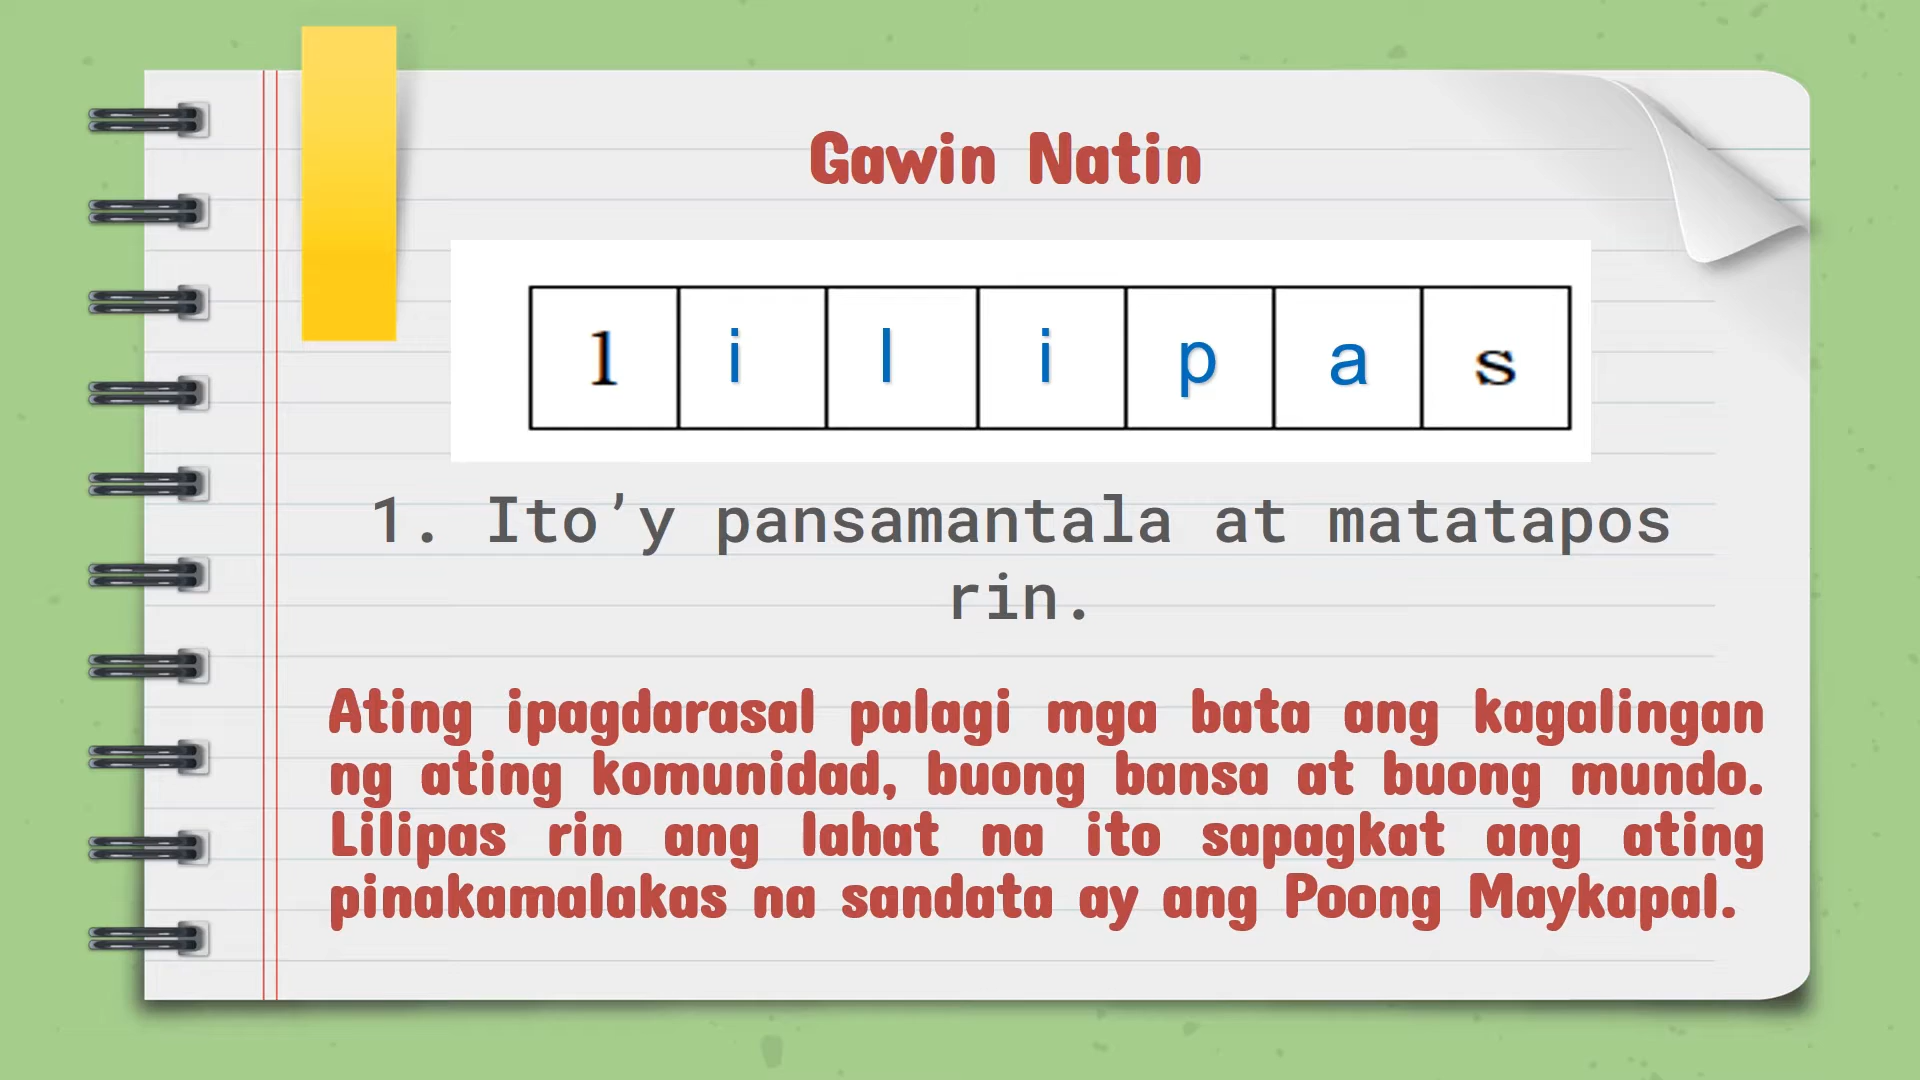 Gawin Natin
l i l i p a s
1. Ito’y pansamantala at matatapos
rin.
Ating ipagdarasal palagi mga bata ang kagalingan
ng ating komunidad, buong bansa at buong mundo.
Lilipas rin ang lahat na ito sapagkat ang ating
pinakamalakas na sandata ay ang Poong Maykapal.